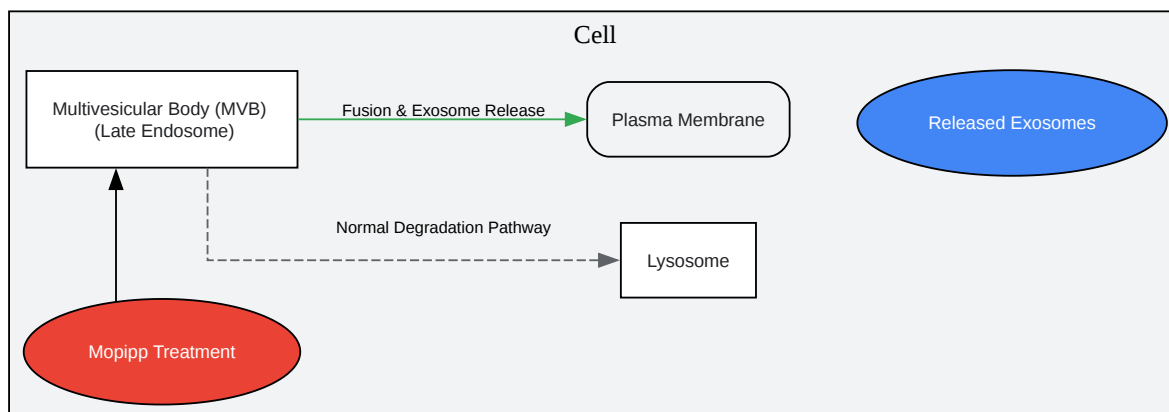 Cell
Multivesicular Body (MVB)
(Late Endosome)
Fusion & Exosome Release
Plasma Membrane
Released Exosomes
Normal Degradation Pathway
Lysosome
Mopipp Treatment